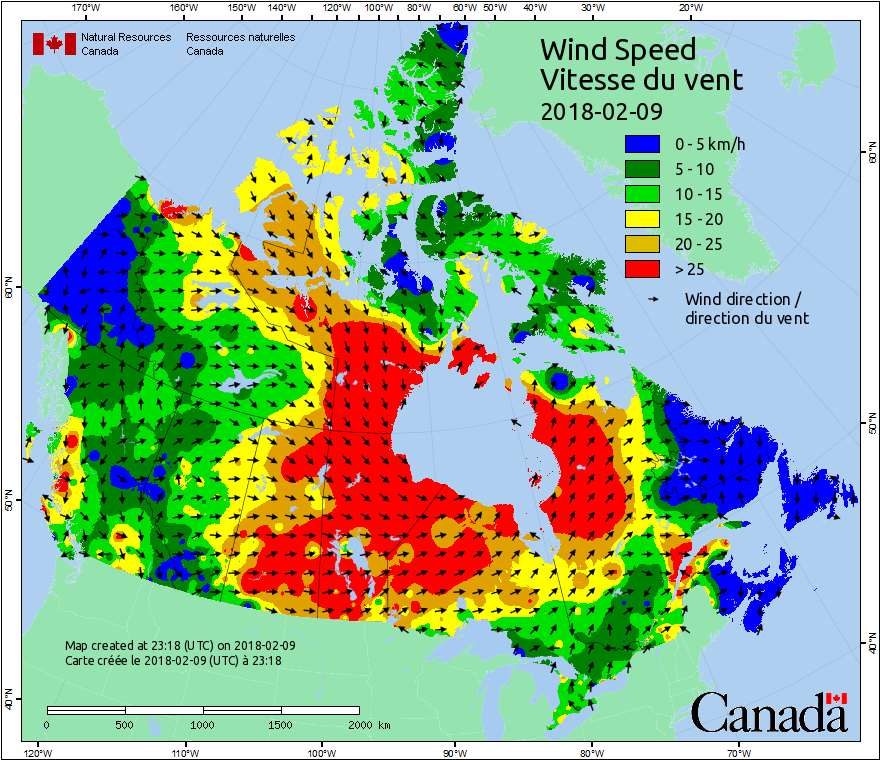 170°W 160°W 150°W 140°W 120°W 100°W 80°W 60°W 50°W 40°W 30°W 20°W
Natural Resources Ressources naturelles
Canada Canada
Wind Speed
Vitesse du vent
2018-02-09
0 - 5 km/h
5 - 10
10 - 15
15 - 20
20 - 25
> 25
Wind direction /
direction du vent
60°N
60°N
50°N
50°N
40°N
40°N
Map created at 23:18 (UTC) on 2018-02-09
Carte créée le 2018-02-09 (UTC) à 23:18
0 500 1000 1500 2000 km
Canada
120°W 110°W 100°W 90°W 80°W 70°W